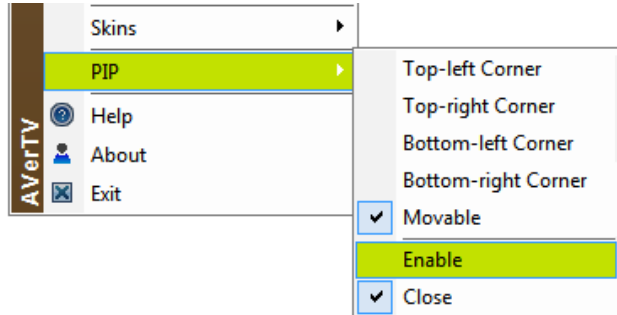 AVerTV
Skins
PIP
Help
About
Exit
Top-left Corner
Top-right Corner
Bottom-left Corner
Bottom-right Corner
Movable
Enable
Close